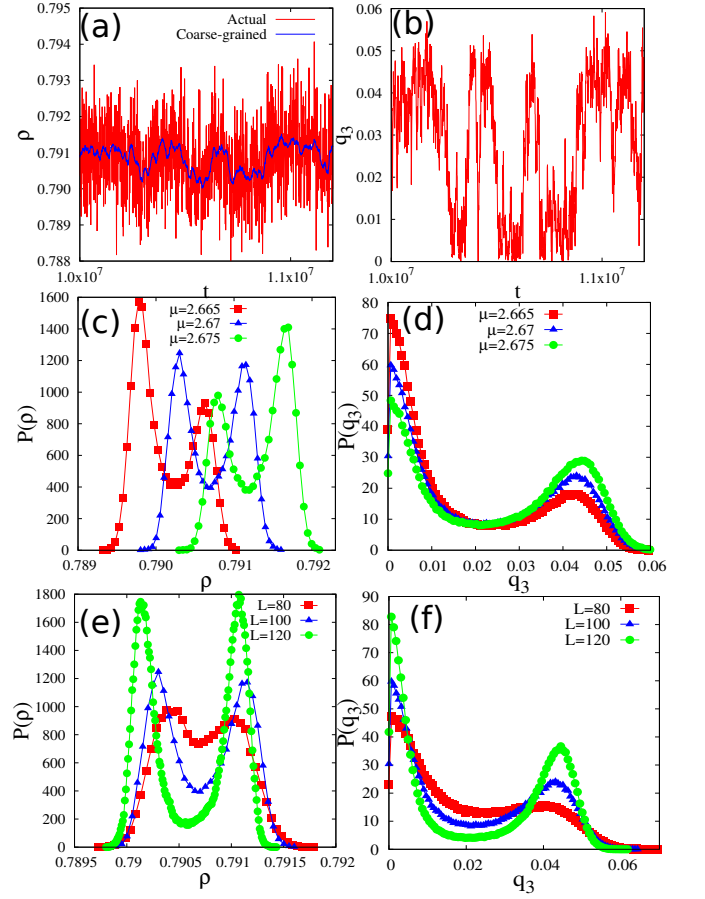 (a)
Actual
Coarse-grained
0.795
0.794
0.793
0.792
0.791
0.790
0.789
0.788
ρ
1.0x10⁷
1.1x10⁷
t
(b)
0.06
0.05
0.04
0.03
0.02
0.01
0
q₃
1.0x10⁷
1.1x10⁷
t
(c)
μ=2.665
μ=2.67
μ=2.675
1600
1400
1200
1000
800
600
400
200
0
P(ρ)
0.789
0.790
0.791
0.792
ρ
(d)
μ=2.665
μ=2.67
μ=2.675
80
70
60
50
40
30
20
10
0
P(q₃)
0
0.01
0.02
0.03
0.04
0.05
0.06
q₃
(e)
L=80
L=100
L=120
1800
1600
1400
1200
1000
800
600
400
200
0
P(ρ)
0.7895
0.79
0.7905
0.791
0.7915
0.792
ρ
(f)
L=80
L=100
L=120
90
80
70
60
50
40
30
20
10
0
P(q₃)
0
0.02
0.04
0.06
q₃